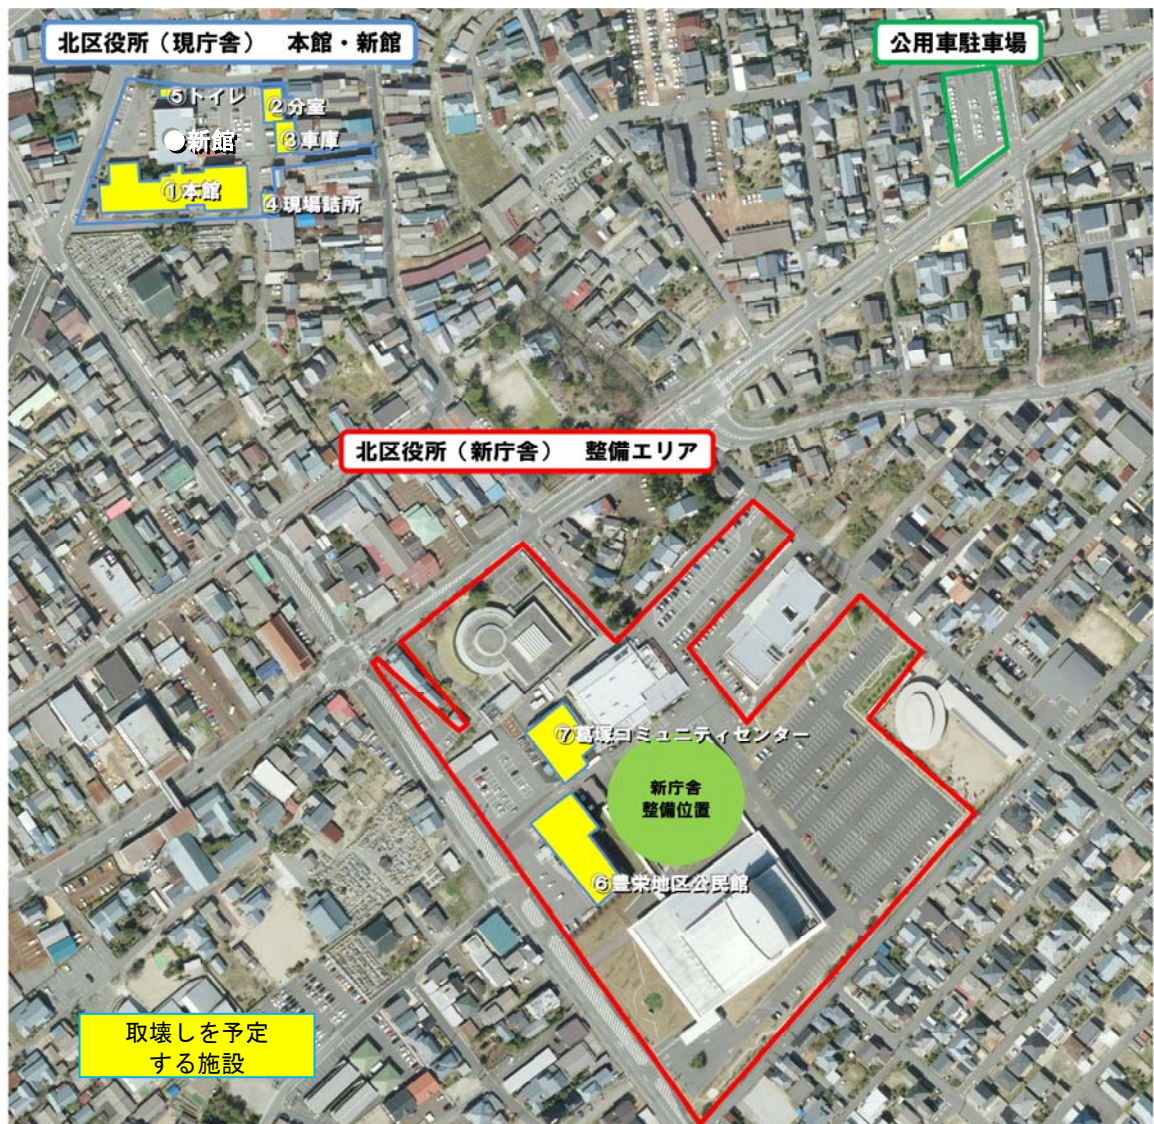 北区役所（現庁舎）　本館・新館
公用車駐車場
⑤トイレ
②分室
●新館
③車庫
①本館
④現場詰所
北区役所（新庁舎）　整備エリア
⑦葛塚コミュニティセンター
新庁舎
整備位置
⑥豊栄地区公民館
取壊しを予定
する施設